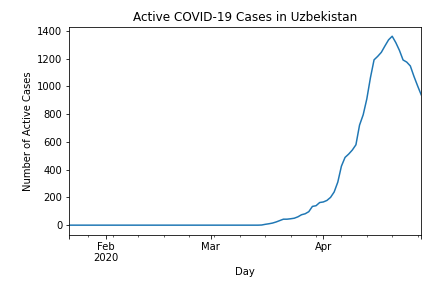 Active COVID-19 Cases in Uzbekistan
1400
1200
1000
800
600
400
200
0
Number of Active Cases
Feb
2020
Mar
Apr
Day